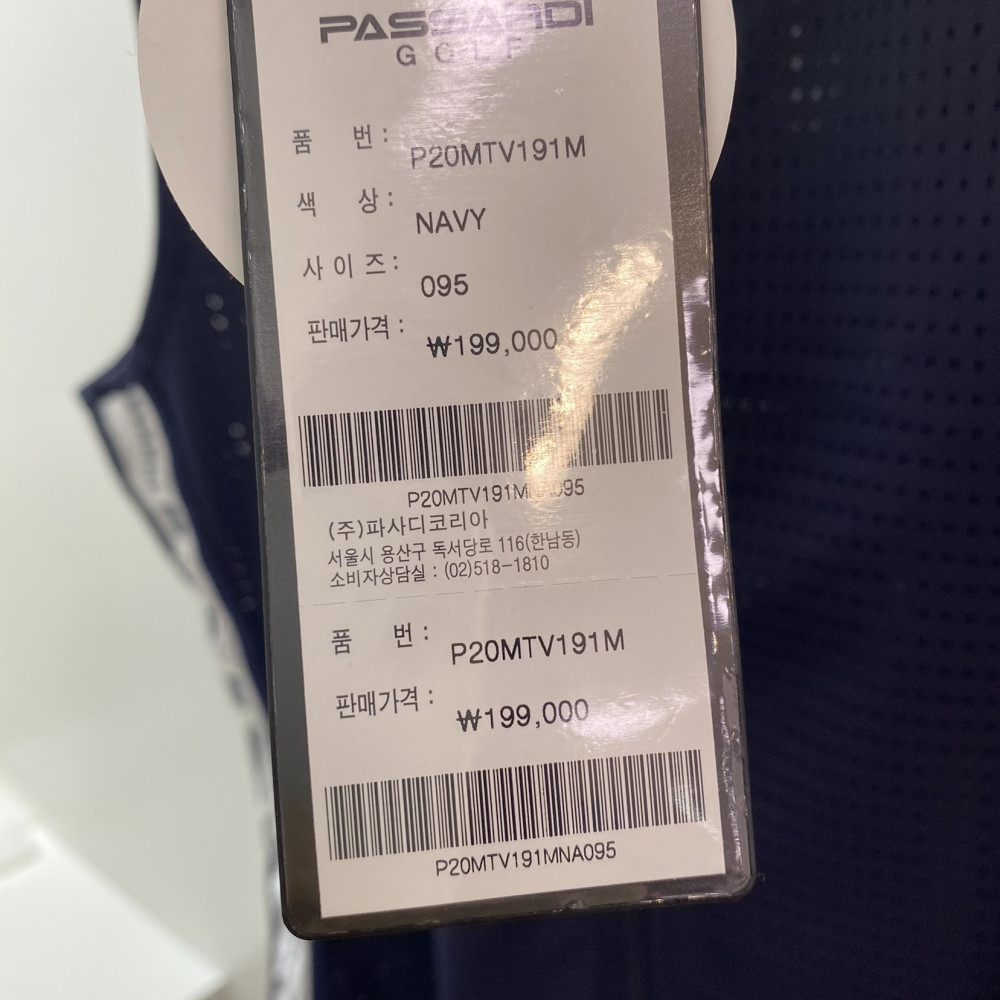 PASSARDI
GOLF
품 번 : P20MTV191M
색 상 : NAVY
사 이 즈 : 095
판매가격 : ₩199,000
P20MTV191MNA095
(주)파사디코리아
서울시 용산구 독서당로 116(한남동)
소비자상담실 : (02)518-1810
품 번 : P20MTV191M
판매가격 : ₩199,000
P20MTV191MNA095